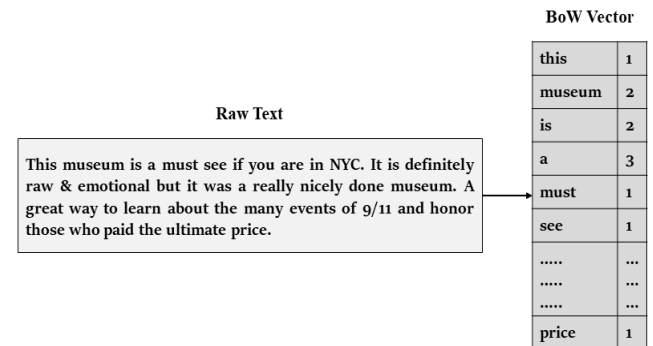 BoW Vector
Raw Text
This museum is a must see if you are in NYC. It is definitely
raw & emotional but it was a really nicely done museum. A
great way to learn about the many events of 9/11 and honor
those who paid the ultimate price.
this 1
museum 2
is 2
a 3
must 1
see 1
..... ...
..... ...
..... ...
price 1